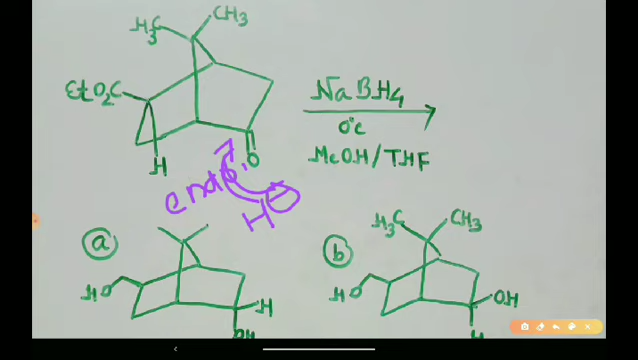 H3C CH3
EtO2C
NaBH4
0°C
MeOH/THF
H O
endo
H
(a)
(b) H3C CH3
HO H
HO OH
OH H